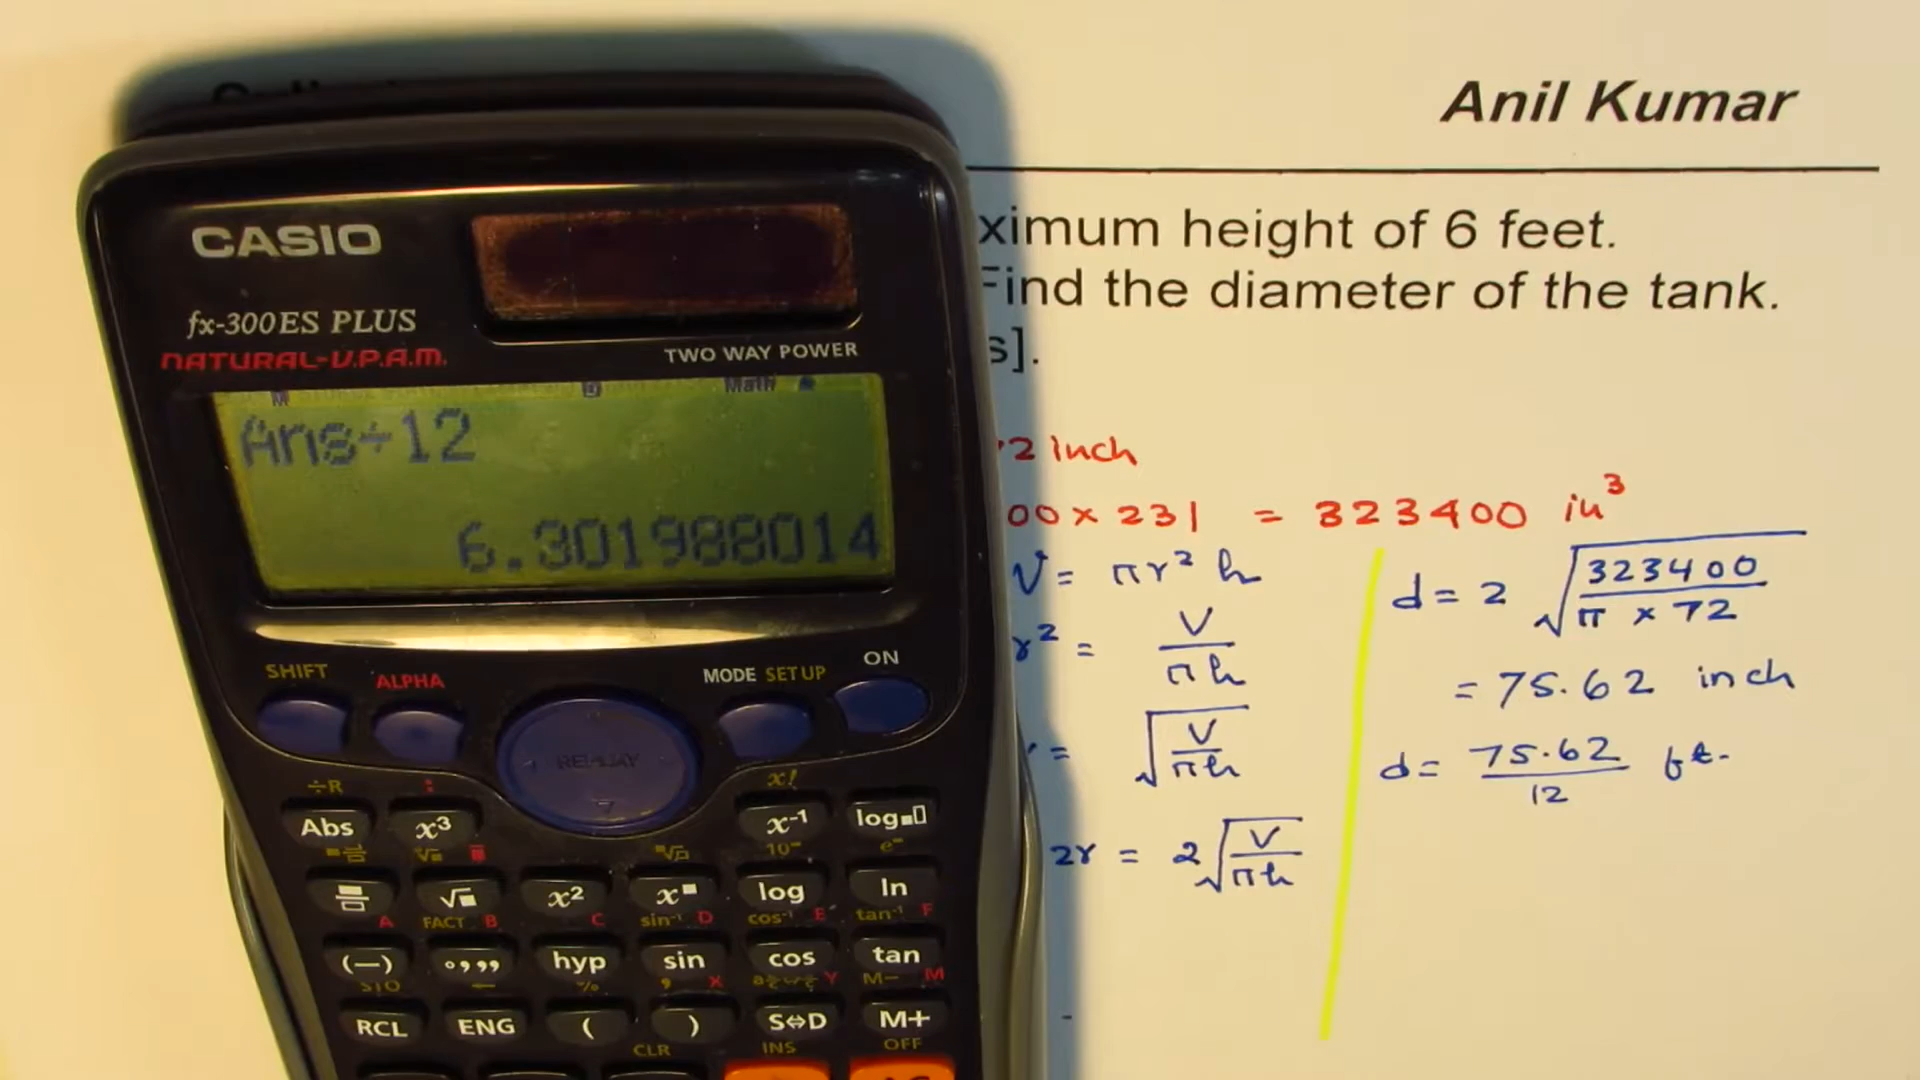 Anil Kumar
CASIO
fx-300ES PLUS
NATURAL-V.P.A.M.
TWO WAY POWER
Math
Ans÷12
6.301988014
ximum height of 6 feet.
Find the diameter of the tank.
s].
2 inch
00 x 231 = 323400 in³
V = πr² h
r² = V/πh
= √(V/πh)
2r = 2√(V/πh)
d = 2 √(323400/π x 72)
= 75.62 inch
d = 75.62/12 ft.
SHIFT ALPHA MODE SETUP ON
REPLAY
÷R : x!
Abs x³ x⁻¹ log
FACT
(−) hyp sin cos tan
√ x² log ln
A B C sin⁻¹ D cos⁻¹ E tan⁻¹ F
STO % , X Y M− M
RCL ENG ( ) S⇔D M+
CLR INS OFF
AC